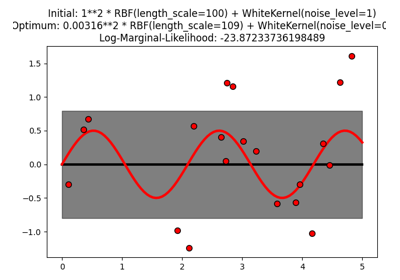 Initial: 1**2 * RBF(length_scale=100) + WhiteKernel(noise_level=1)
Optimum: 0.00316**2 * RBF(length_scale=109) + WhiteKernel(noise_level=0
Log-Marginal-Likelihood: -23.87233736198489
1.5
1.0
0.5
0.0
−0.5
−1.0
0 1 2 3 4 5